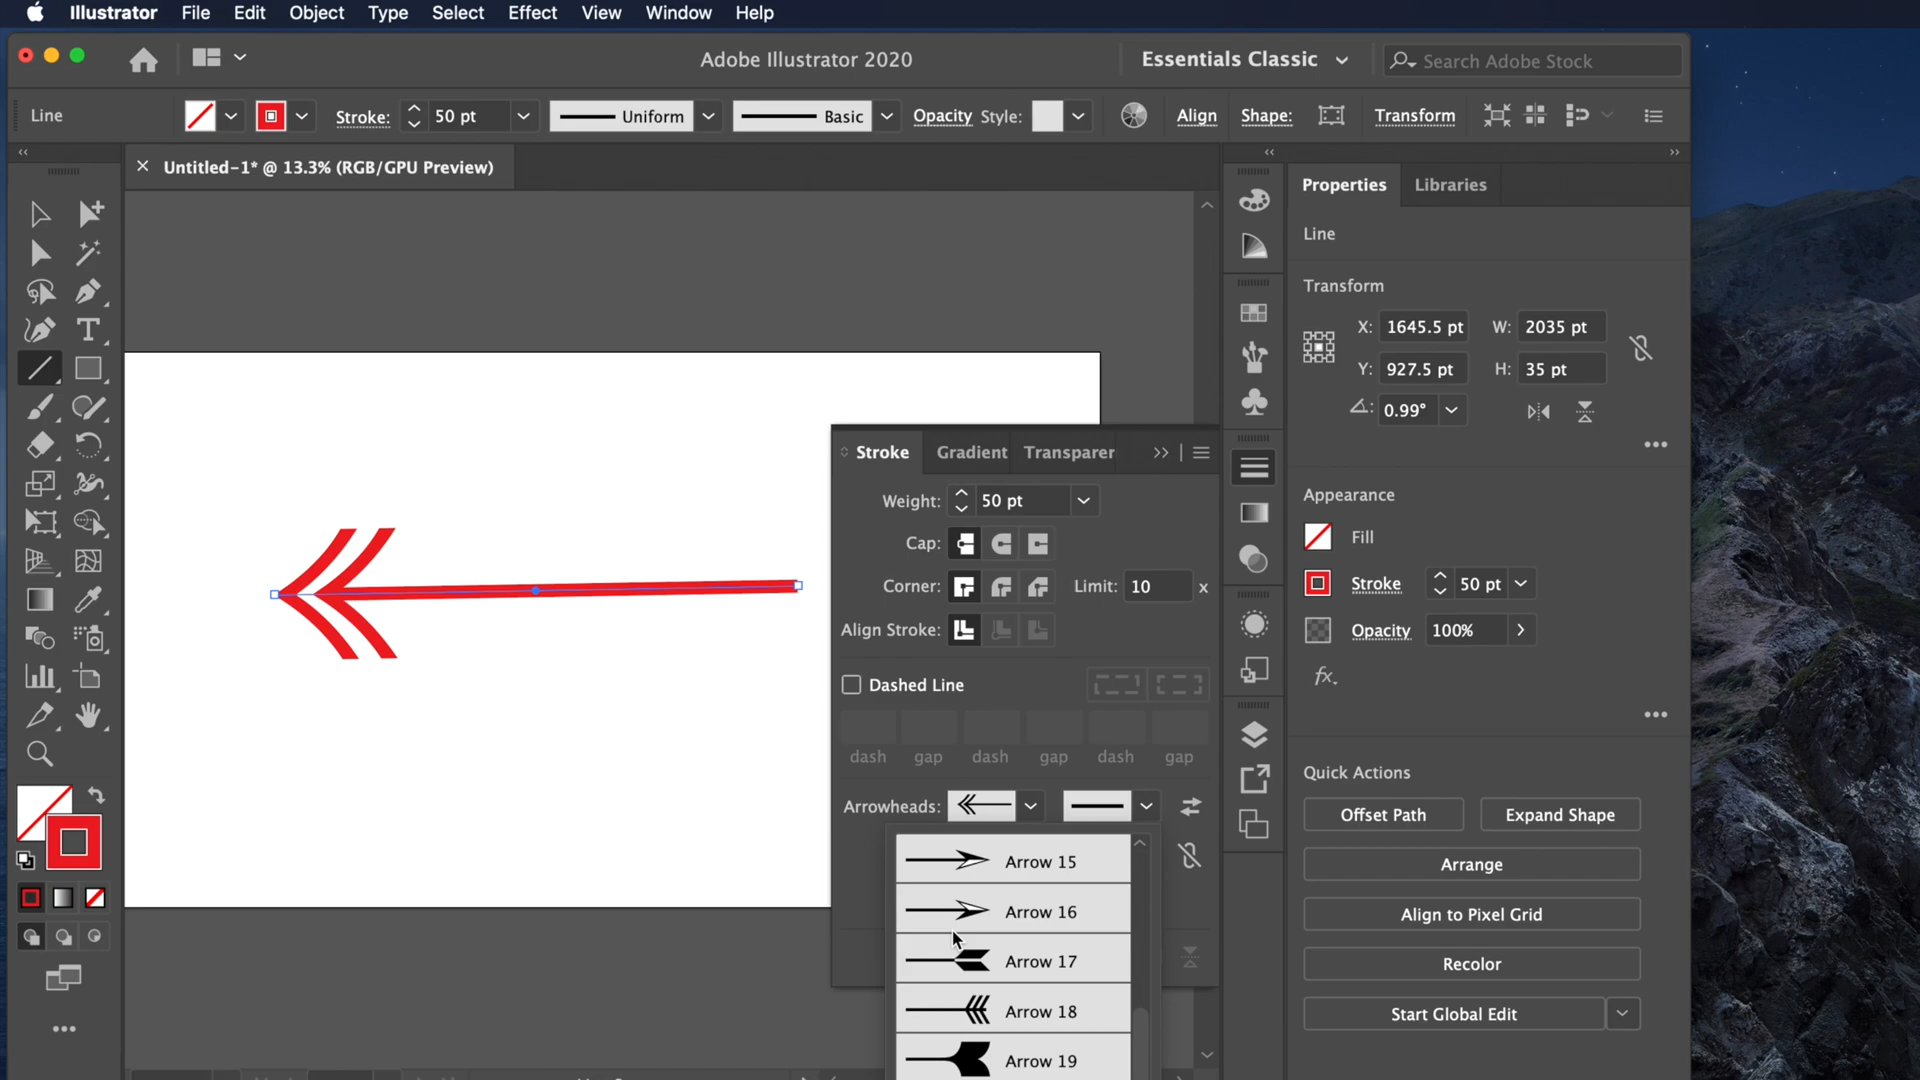 Illustrator File Edit Object Type Select Effect View Window Help
Adobe Illustrator 2020
Essentials Classic
Search Adobe Stock
Line
Stroke: 50 pt Uniform Basic Opacity Style: Align Shape: Transform
Untitled-1* @ 13.3% (RGB/GPU Preview)
Properties Libraries
Line
Transform
X: 1645.5 pt W: 2035 pt
Y: 927.5 pt H: 35 pt
0.99°
Stroke Gradient Transparer
Weight: 50 pt
Cap:
Corner: Limit: 10 x
Align Stroke:
Dashed Line
dash gap dash gap dash gap
Arrowheads:
Arrow 15
Arrow 16
Arrow 17
Arrow 18
Arrow 19
Appearance
Fill
Stroke 50 pt
Opacity 100%
fx.
Quick Actions
Offset Path Expand Shape
Arrange
Align to Pixel Grid
Recolor
Start Global Edit